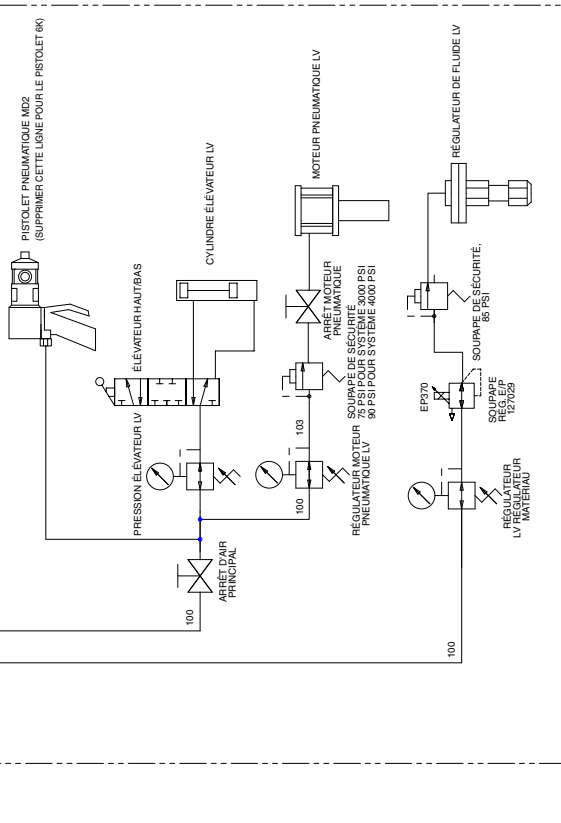 PISTOLET PNEUMATIQUE MD2
(SUPPRIMER CETTE LIGNE POUR LE PISTOLET 6K)
ÉLÉVATEUR HAUT/BAS
CYLINDRE ÉLÉVATEUR LV
MOTEUR PNEUMATIQUE LV
RÉGULATEUR DE FLUIDE LV
PRESSION ÉLÉVATEUR LV
ARRÊT MOTEUR
PNEUMATIQUE
SOUPAPE DE SÉCURITÉ
75 PSI POUR SYSTÈME 3000 PSI
90 PSI POUR SYSTÈME 4000 PSI
SOUPAPE DE SÉCURITÉ,
85 PSI
EP370
SOUPAPE
RÉG. E/P
127029
103
100
RÉGULATEUR MOTEUR
PNEUMATIQUE LV
RÉGULATEUR
LV RÉGULATEUR
MATÉRIAU
ARRÊT D'AIR
PRINCIPAL
100
100
100